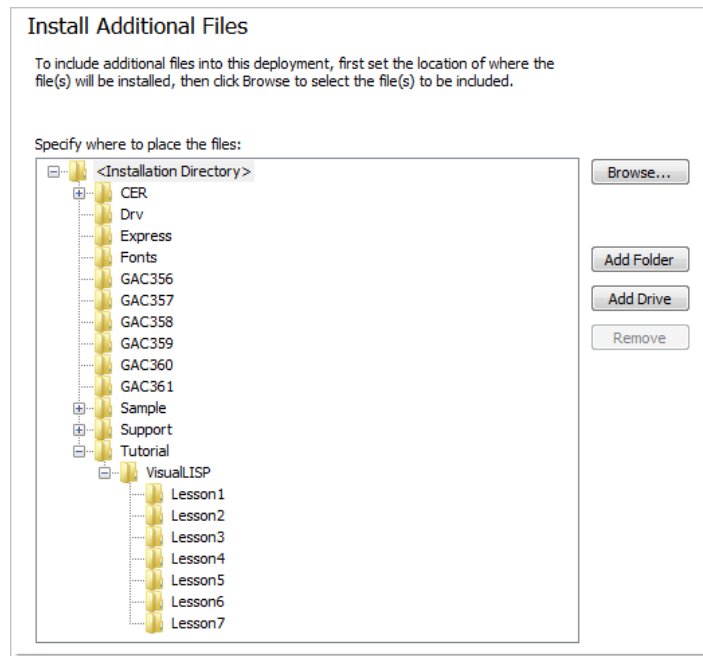 Install Additional Files
To include additional files into this deployment, first set the location of where the
file(s) will be installed, then click Browse to select the file(s) to be included.
Specify where to place the files:
<Installation Directory>
CER
Drv
Express
Fonts
GAC356
GAC357
GAC358
GAC359
GAC360
GAC361
Sample
Support
Tutorial
VisualLISP
Lesson1
Lesson2
Lesson3
Lesson4
Lesson5
Lesson6
Lesson7
Browse...
Add Folder
Add Drive
Remove